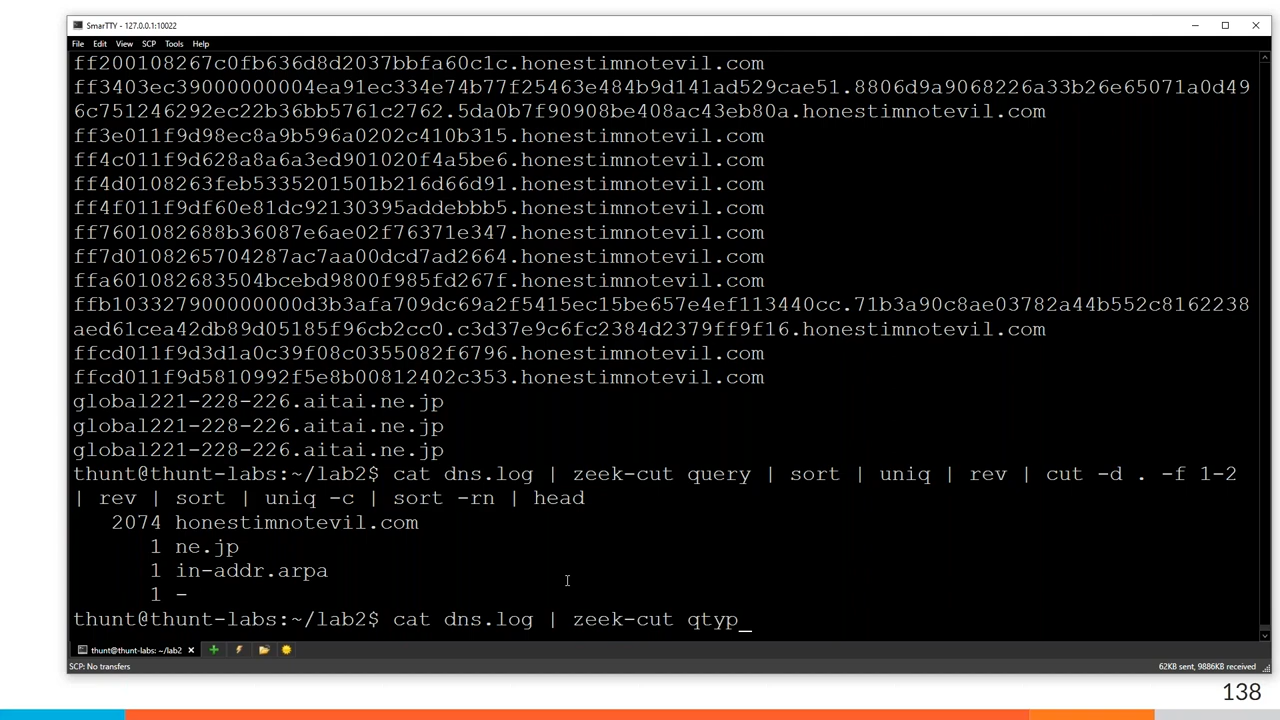 SmarTTY - 127.0.0.1:10022
File Edit View SCP Tools Help
ff200108267c0fb636d8d2037bbfa60c1c.honestimnotevil.com
ff3403ec39000000004ea91ec334e74b77f25463e484b9d141ad529cae51.8806d9a9068226a33b26e65071a0d49
6c751246292ec22b36bb5761c2762.5da0b7f90908be408ac43eb80a.honestimnotevil.com
ff3e011f9d98ec8a9b596a0202c410b315.honestimnotevil.com
ff4c011f9d628a8a6a3ed901020f4a5be6.honestimnotevil.com
ff4d0108263feb5335201501b216d66d91.honestimnotevil.com
ff4f011f9df60e81dc92130395addebbb5.honestimnotevil.com
ff7601082688b36087e6ae02f76371e347.honestimnotevil.com
ff7d0108265704287ac7aa00dcd7ad2664.honestimnotevil.com
ffa601082683504bcebd9800f985fd267f.honestimnotevil.com
ffb103327900000000d3b3afa709dc69a2f5415ec15be657e4ef113440cc.71b3a90c8ae03782a44b552c8162238
aed61cea42db89d05185f96cb2cc0.c3d37e9c6fc2384d2379ff9f16.honestimnotevil.com
ffcd011f9d3d1a0c39f08c0355082f6796.honestimnotevil.com
ffcd011f9d5810992f5e8b00812402c353.honestimnotevil.com
global221-228-226.aitai.ne.jp
global221-228-226.aitai.ne.jp
global221-228-226.aitai.ne.jp
thunt@thunt-labs:~/lab2$ cat dns.log | zeek-cut query | sort | uniq | rev | cut -d . -f 1-2
| rev | sort | uniq -c | sort -rn | head
2074 honestimnotevil.com
1 ne.jp
1 in-addr.arpa
1 -
thunt@thunt-labs:~/lab2$ cat dns.log | zeek-cut qtyp_
thunt@thunt-labs: ~/lab2
SCP: No transfers
62KB sent, 9886KB received
138